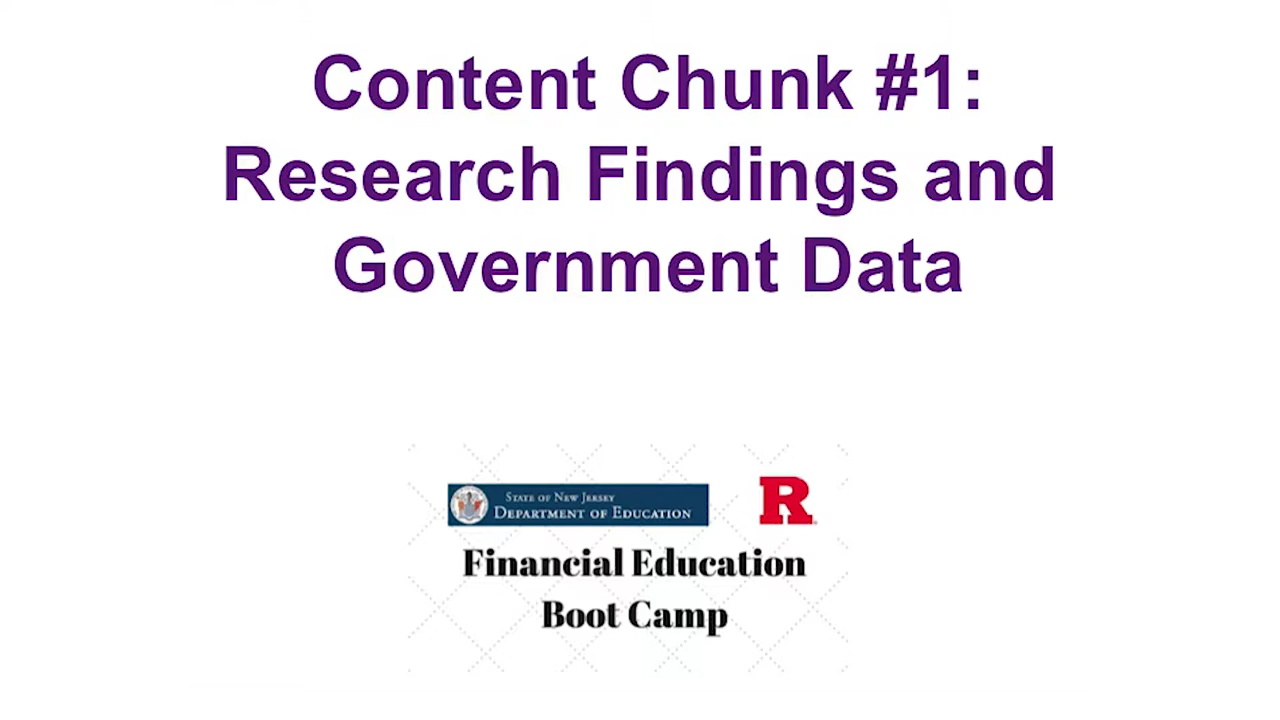 Content Chunk #1:
Research Findings and
Government Data
STATE OF NEW JERSEY
DEPARTMENT OF EDUCATION
R
Financial Education
Boot Camp